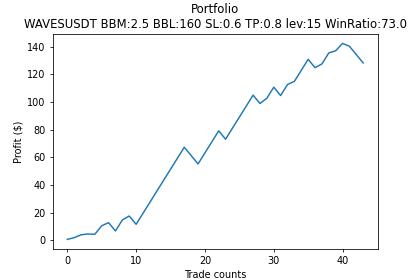 Portfolio
WAVESUSDT BBM:2.5 BBL:160 SL:0.6 TP:0.8 lev:15 WinRatio:73.0
140
120
100
80
60
40
20
0
Profit ($)
0 10 20 30 40
Trade counts